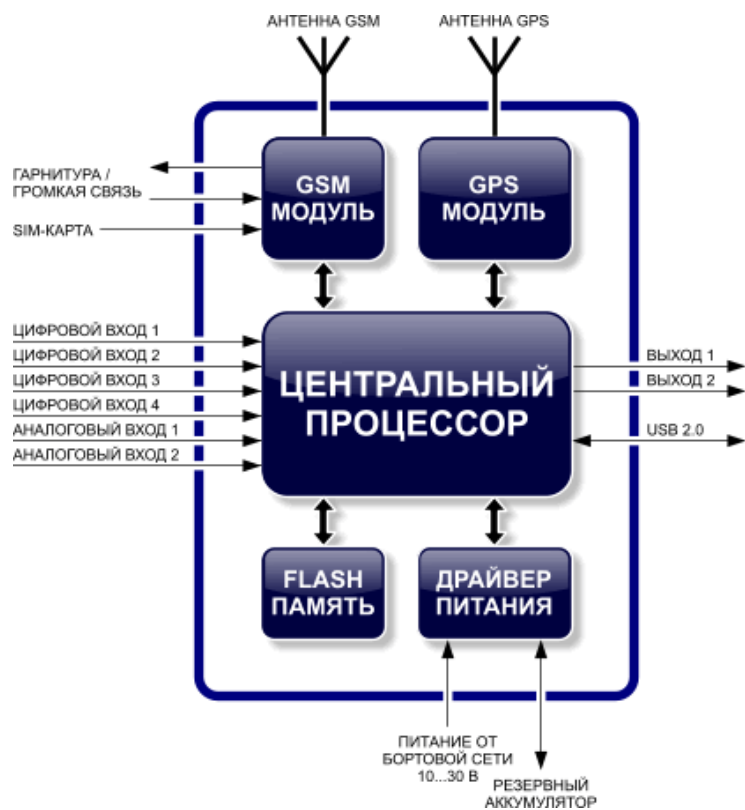 АНТЕННА GSM
АНТЕННА GPS
ГАРНИТУРА /
ГРОМКАЯ СВЯЗЬ
SIM-КАРТА
GSM
МОДУЛЬ
GPS
МОДУЛЬ
ЦИФРОВОЙ ВХОД 1
ЦИФРОВОЙ ВХОД 2
ЦИФРОВОЙ ВХОД 3
ЦИФРОВОЙ ВХОД 4
АНАЛОГОВЫЙ ВХОД 1
АНАЛОГОВЫЙ ВХОД 2
ЦЕНТРАЛЬНЫЙ
ПРОЦЕССОР
ВЫХОД 1
ВЫХОД 2
USB 2.0
FLASH
ПАМЯТЬ
ДРАЙВЕР
ПИТАНИЯ
ПИТАНИЕ ОТ
БОРТОВОЙ СЕТИ
10...30 В
РЕЗЕРВНЫЙ
АККУМУЛЯТОР